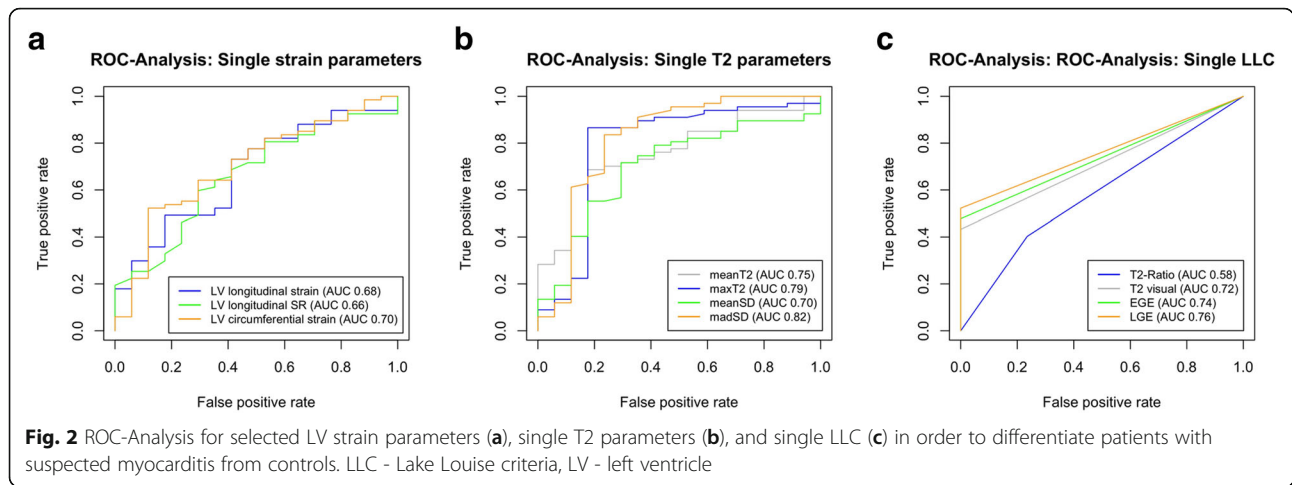 a
ROC-Analysis: Single strain parameters
True positive rate
1.0
0.8
0.6
0.4
0.2
0.0
LV longitudinal strain (AUC 0.68)
LV longitudinal SR (AUC 0.66)
LV circumferential strain (AUC 0.70)
0.0 0.2 0.4 0.6 0.8 1.0
False positive rate
b
ROC-Analysis: Single T2 parameters
True positive rate
1.0
0.8
0.6
0.4
0.2
0.0
meanT2 (AUC 0.75)
maxT2 (AUC 0.79)
meanSD (AUC 0.70)
madSD (AUC 0.82)
0.0 0.2 0.4 0.6 0.8 1.0
False positive rate
c
ROC-Analysis: ROC-Analysis: Single LLC
True positive rate
1.0
0.8
0.6
0.4
0.2
0.0
T2-Ratio (AUC 0.58)
T2 visual (AUC 0.72)
EGE (AUC 0.74)
LGE (AUC 0.76)
0.0 0.2 0.4 0.6 0.8 1.0
False positive rate
Fig. 2 ROC-Analysis for selected LV strain parameters (a), single T2 parameters (b), and single LLC (c) in order to differentiate patients with
suspected myocarditis from controls. LLC - Lake Louise criteria, LV - left ventricle